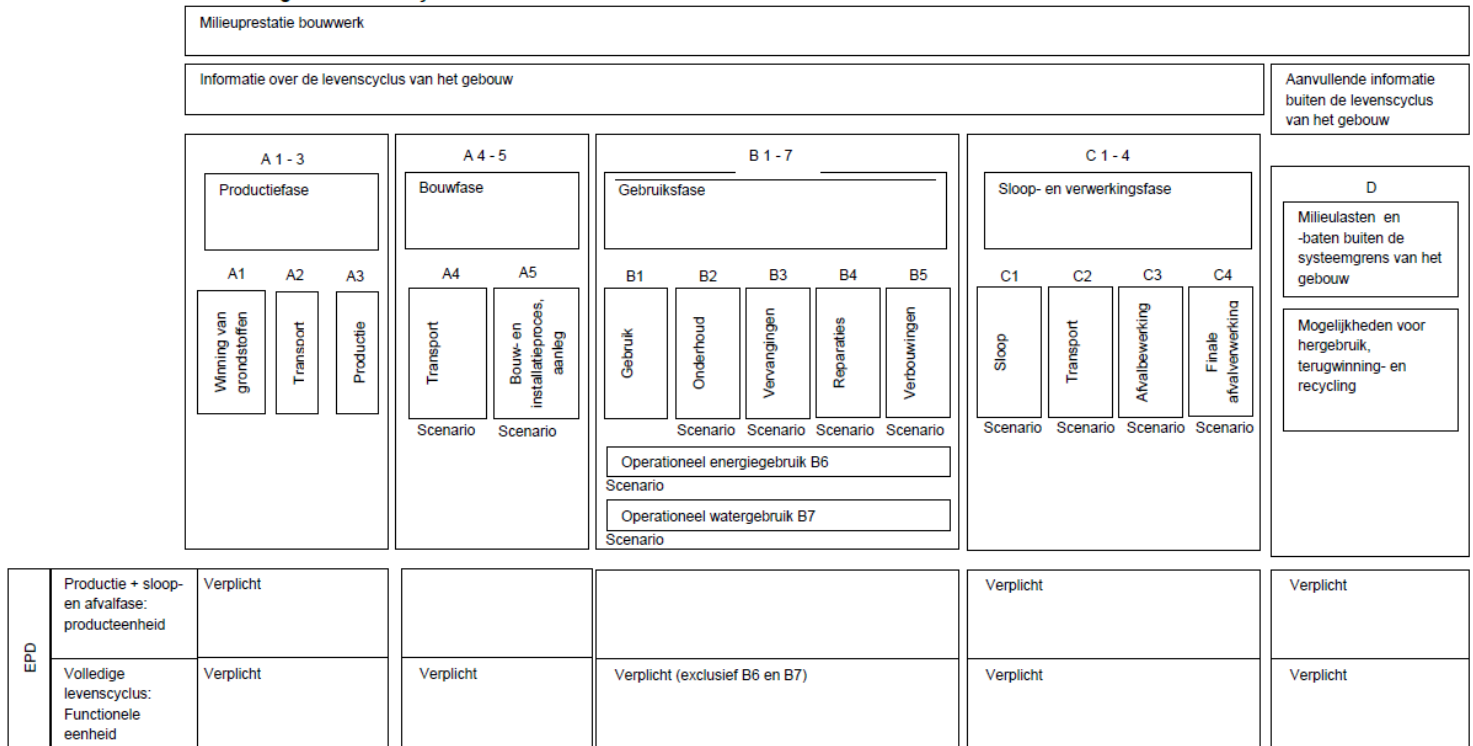 Milieuprestatie bouwwerk
Informatie over de levenscyclus van het gebouw
Aanvullende informatie
buiten de levenscyclus
van het gebouw
A 1 - 3
Productiefase
A1
A2
A3
Winning van
grondstoffen
Transport
Productie
A 4 - 5
Bouwfase
A4
A5
Transport
Bouw- en
installatieproces,
aanleg
Scenario
Scenario
B 1 - 7
Gebruiksfase
B1
B2
B3
B4
B5
Gebruik
Onderhoud
Vervangingen
Reparaties
Verbouwingen
Scenario
Scenario
Scenario
Scenario
Operationeel energiegebruik B6
Scenario
Operationeel watergebruik B7
Scenario
C 1 - 4
Sloop- en verwerkingsfase
C1
C2
C3
C4
Sloop
Transport
Afvalbewerking
Finale
afvalverwerking
Scenario
Scenario
Scenario
Scenario
D
Milieulasten en
-baten buiten de
systeemgrens van het
gebouw
Mogelijkheden voor
hergebruik,
terugwinning- en
recycling
EPD
Productie + sloop-
en afvalfase:
producteenheid
Verplicht
Verplicht
Verplicht
Volledige
levenscyclus:
Functionele
eenheid
Verplicht
Verplicht
Verplicht (exclusief B6 en B7)
Verplicht
Verplicht